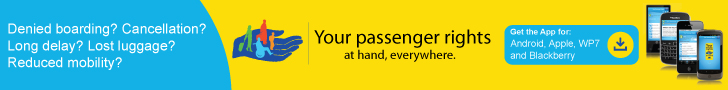 Denied boarding? Cancellation?
Long delay? Lost luggage?
Reduced mobility?
Your passenger rights
at hand, everywhere.
Get the App for:
Android, Apple, WP7
and Blackberry